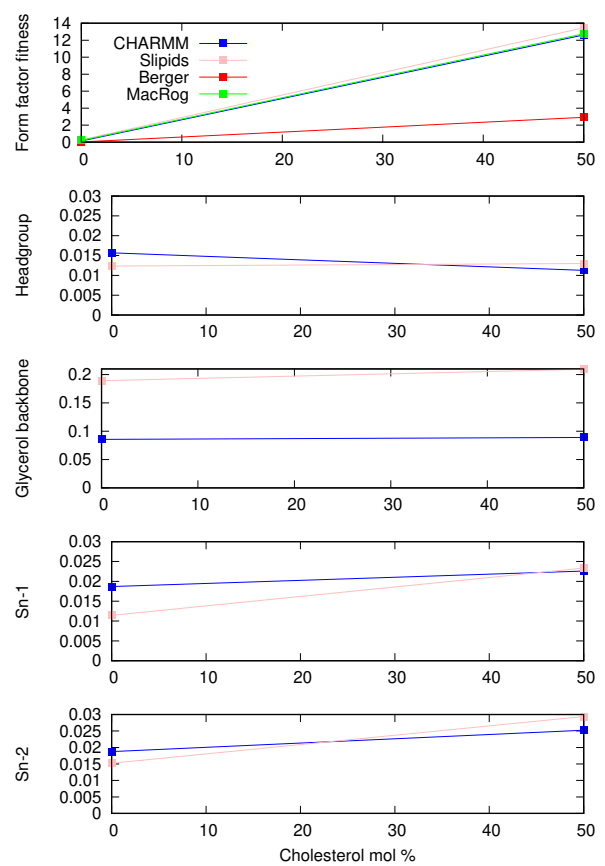 Form factor fitness
14
12
10
8
6
4
2
0
CHARMM
Slipids
Berger
MacRog
0 10 20 30 40 50
Headgroup
0.03
0.025
0.02
0.015
0.01
0.005
0
0 10 20 30 40 50
Glycerol backbone
0.2
0.15
0.1
0.05
0
0 10 20 30 40 50
Sn-1
0.03
0.025
0.02
0.015
0.01
0.005
0
0 10 20 30 40 50
Sn-2
0.03
0.025
0.02
0.015
0.01
0.005
0
0 10 20 30 40 50
Cholesterol mol %